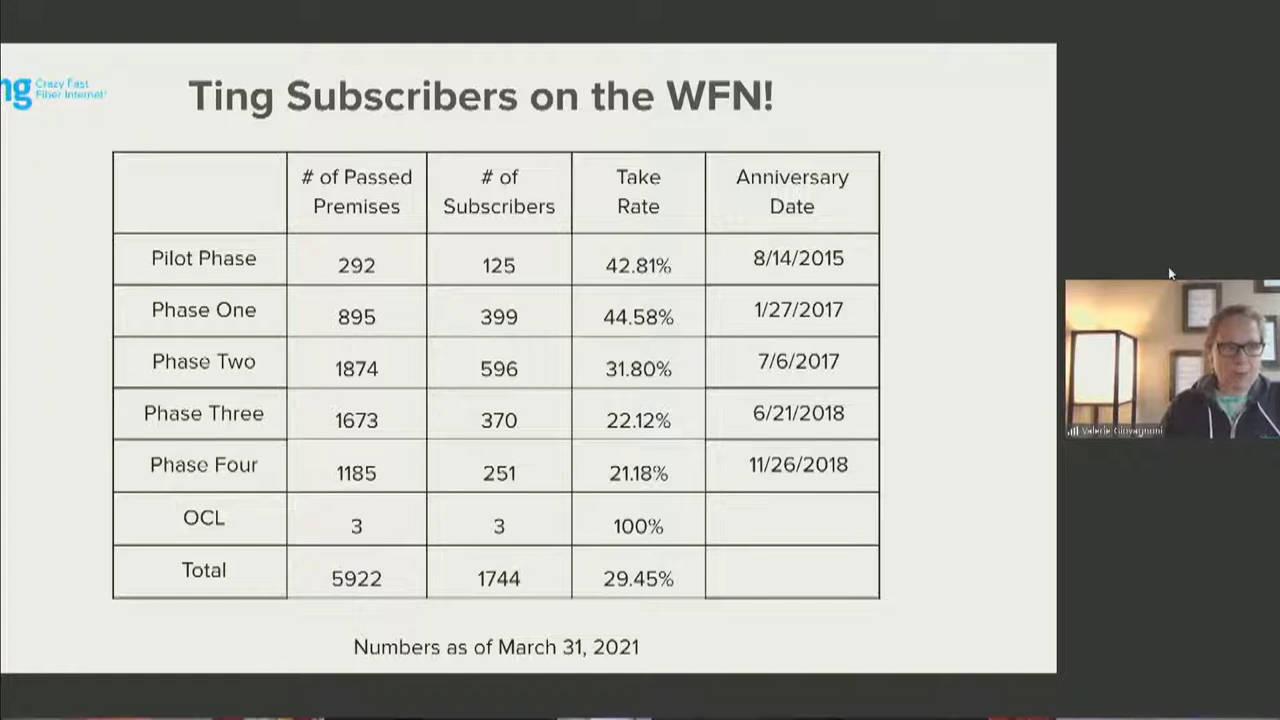 ng Crazy Fast
Fiber Internet
Ting Subscribers on the WFN!
# of Passed Premises # of Subscribers Take Rate Anniversary Date
Pilot Phase 292 125 42.81% 8/14/2015
Phase One 895 399 44.58% 1/27/2017
Phase Two 1874 596 31.80% 7/6/2017
Phase Three 1673 370 22.12% 6/21/2018
Phase Four 1185 251 21.18% 11/26/2018
OCL 3 3 100%
Total 5922 1744 29.45%
Numbers as of March 31, 2021
Valerie Giovagnoni